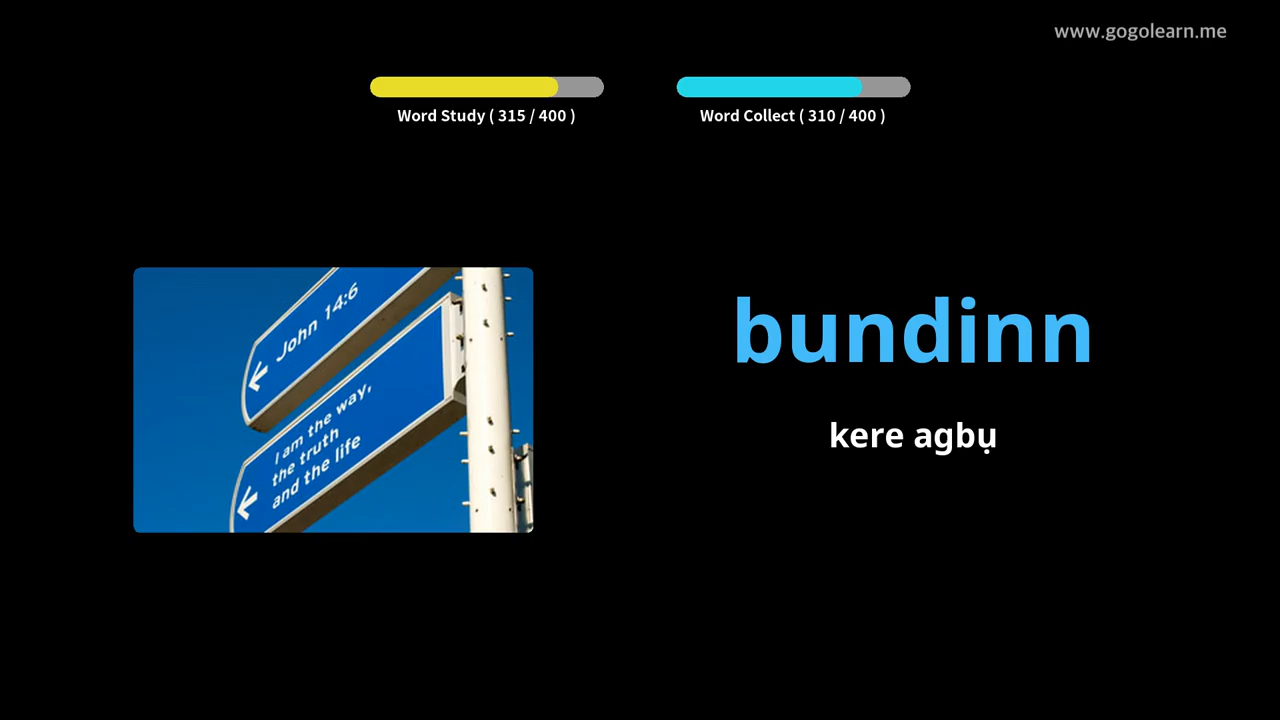 www.gogolearn.me
Word Study ( 315 / 400 )
Word Collect ( 310 / 400 )
John 14:6
I am the way,
the truth
and the life
bundinn
kere agbụ